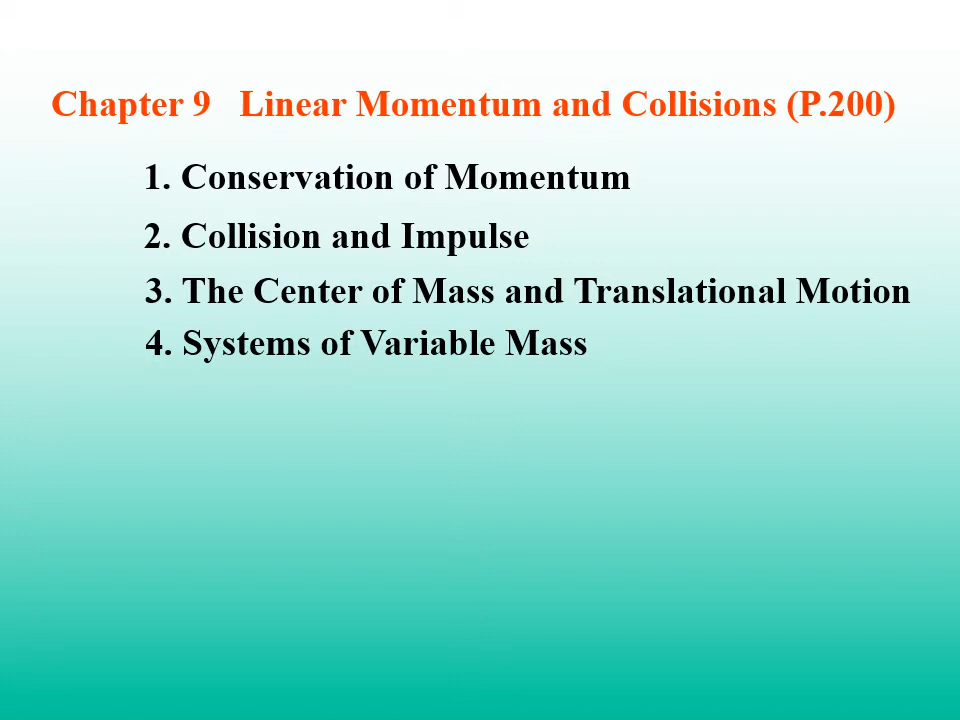 Chapter 9 Linear Momentum and Collisions (P.200)
1. Conservation of Momentum
2. Collision and Impulse
3. The Center of Mass and Translational Motion
4. Systems of Variable Mass